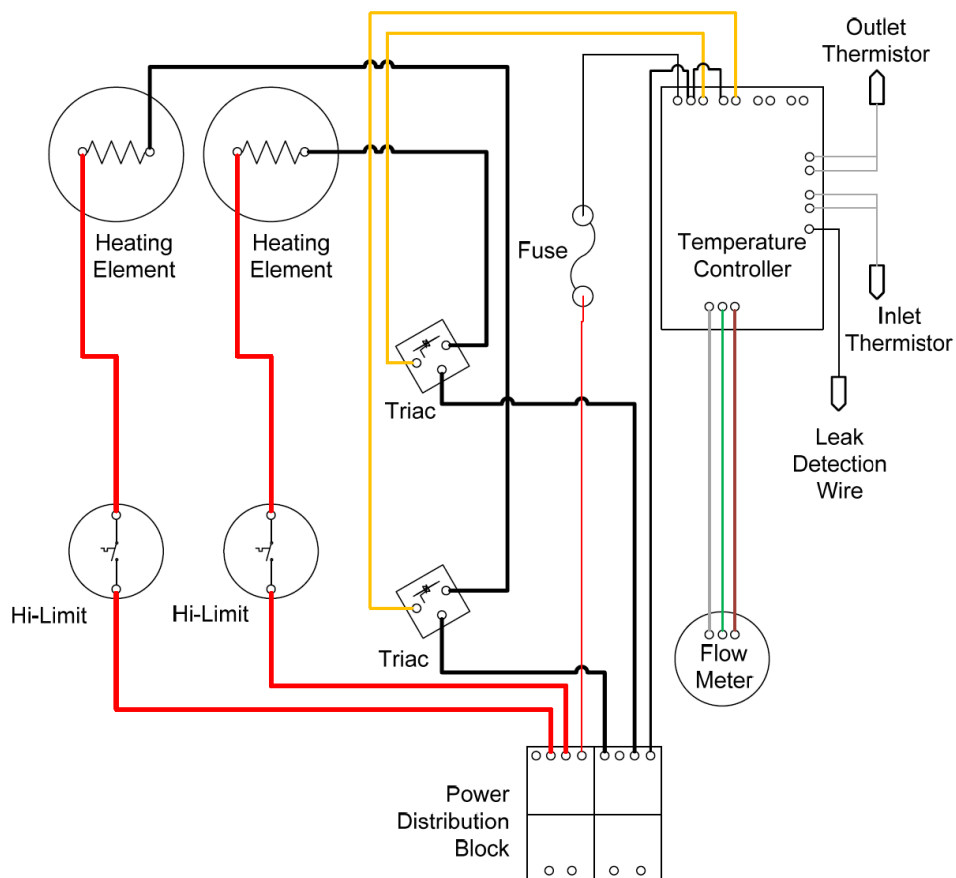 Outlet
Thermistor
Heating
Element
Heating
Element
Fuse
Temperature
Controller
Inlet
Thermistor
Triac
Leak
Detection
Wire
Hi-Limit
Hi-Limit
Triac
Flow
Meter
Power
Distribution
Block